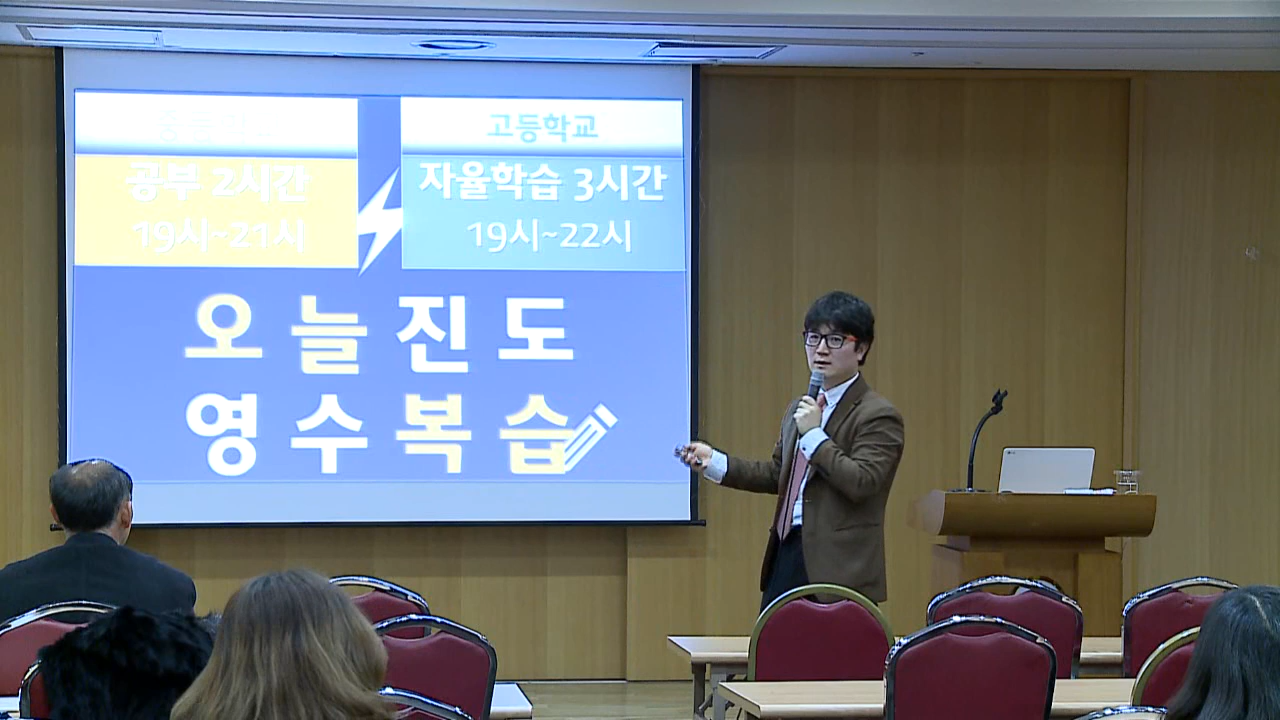 고등학교
공부 2시간
19시~21시
자율학습 3시간
19시~22시
오늘진도
영수복습